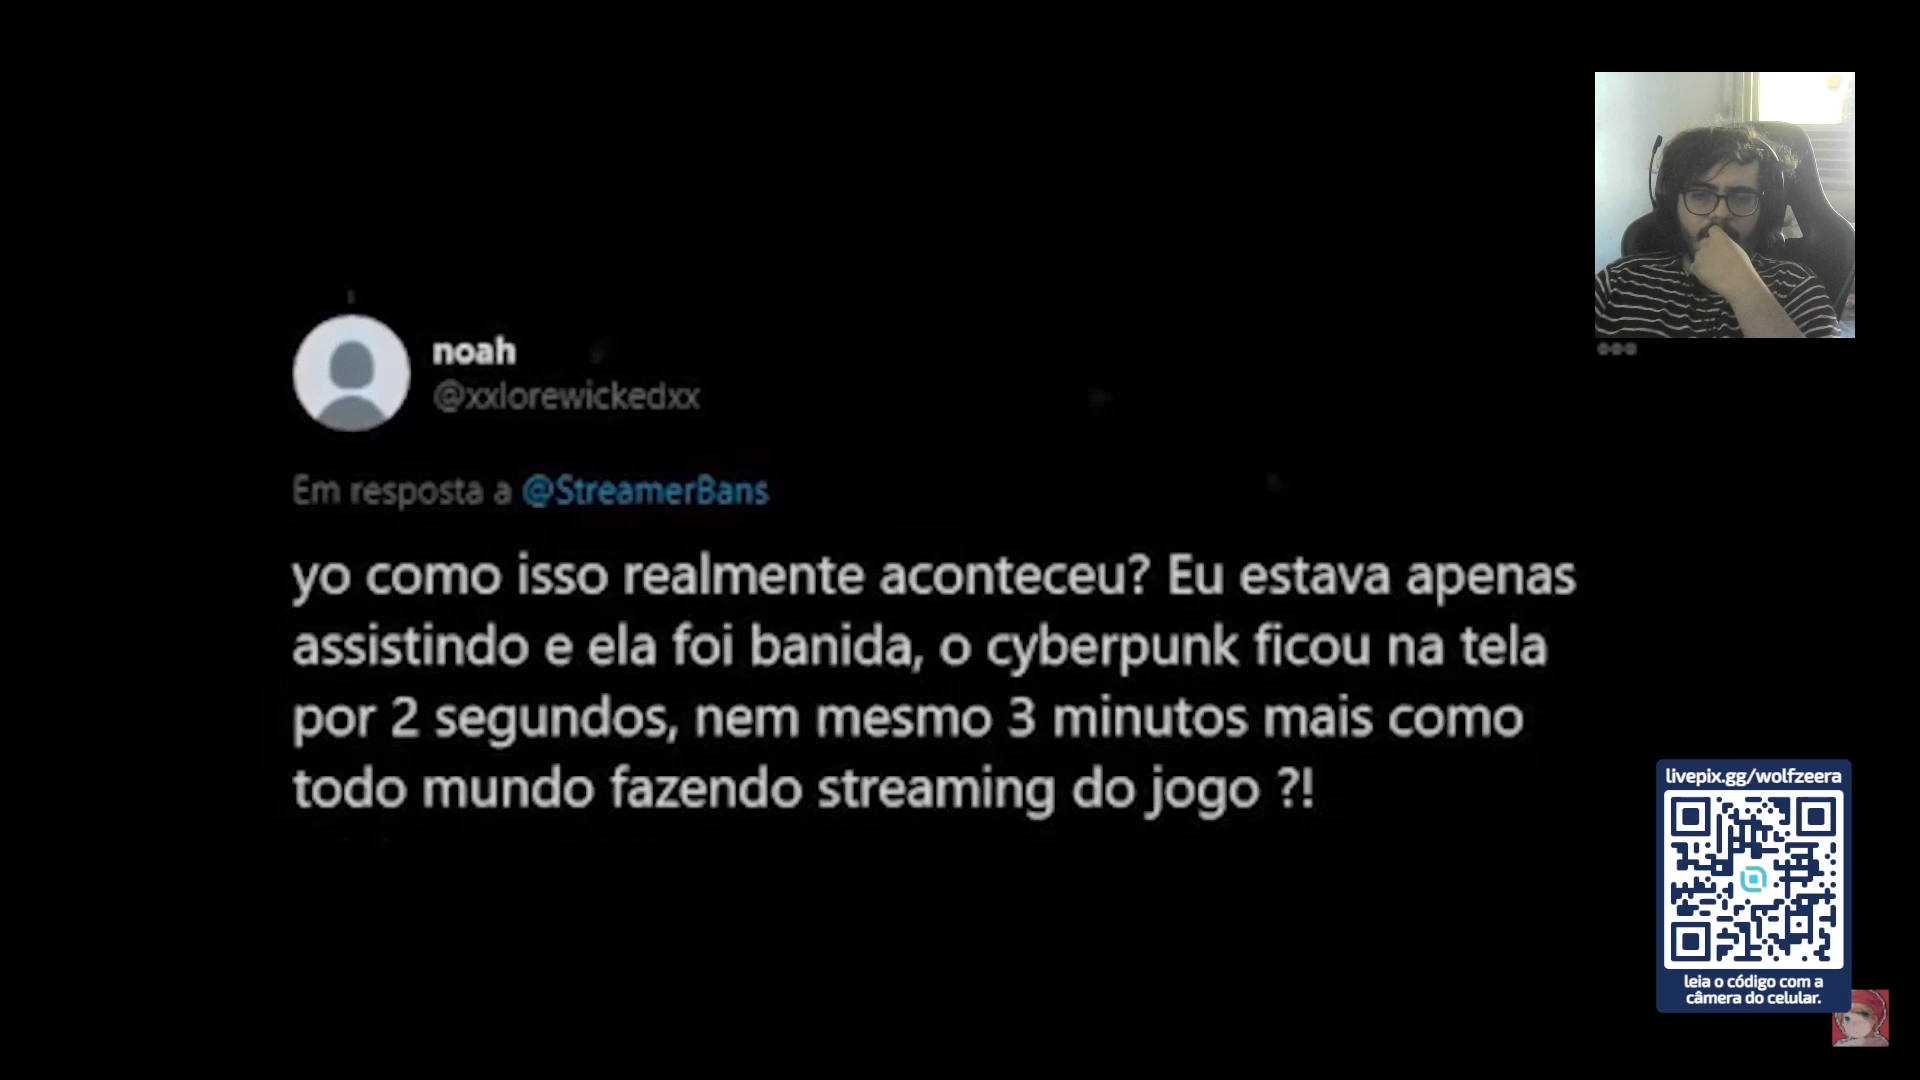 noah
@xxlorewickedxx
Em resposta a @StreamerBans
yo como isso realmente aconteceu? Eu estava apenas
assistindo e ela foi banida, o cyberpunk ficou na tela
por 2 segundos, nem mesmo 3 minutos mais como
todo mundo fazendo streaming do jogo ?!
livepix.gg/wolfzeera
leia o código com a
câmera do celular.